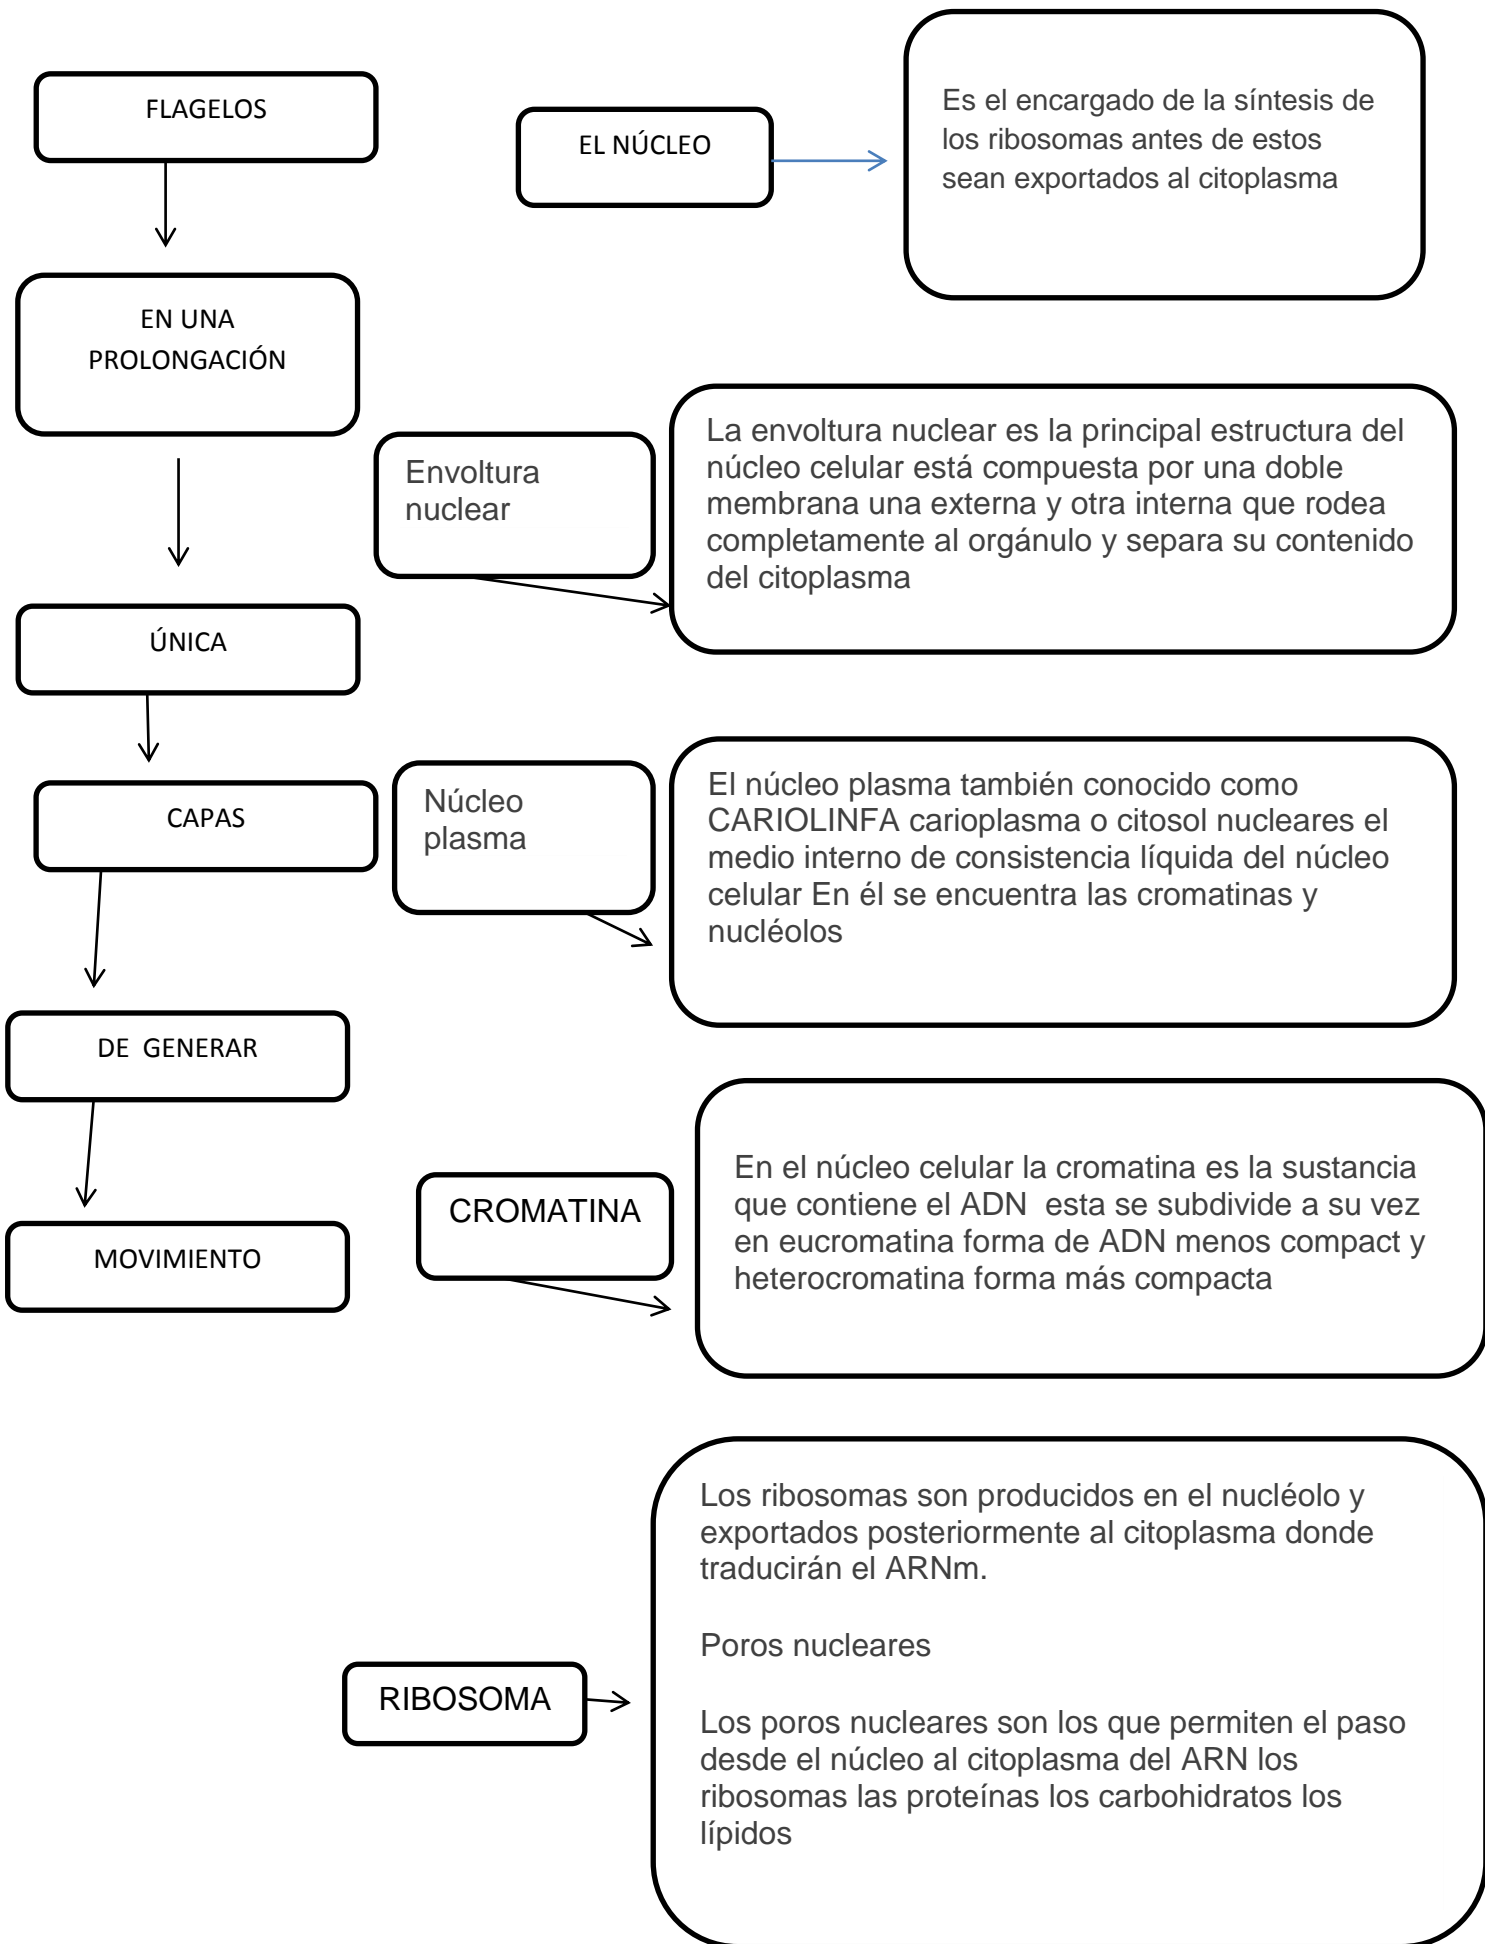 FLAGELOS
EN UNA
PROLONGACIÓN
ÚNICA
CAPAS
DE  GENERAR
MOVIMIENTO
EL NÚCLEO
Es el encargado de la síntesis de
los ribosomas antes de estos
sean exportados al citoplasma
Envoltura
nuclear
La envoltura nuclear es la principal estructura del
núcleo celular está compuesta por una doble
membrana una externa y otra interna que rodea
completamente al orgánulo y separa su contenido
del citoplasma
Núcleo
plasma
El núcleo plasma también conocido como
CARIOLINFA carioplasma o citosol nucleares el
medio interno de consistencia líquida del núcleo
celular En él se encuentra las cromatinas y
nucléolos
CROMATINA
En el núcleo celular la cromatina es la sustancia
que contiene el ADN  esta se subdivide a su vez
en eucromatina forma de ADN menos compact y
heterocromatina forma más compacta
RIBOSOMA
Los ribosomas son producidos en el nucléolo y
exportados posteriormente al citoplasma donde
traducirán el ARNm.
Poros nucleares
Los poros nucleares son los que permiten el paso
desde el núcleo al citoplasma del ARN los
ribosomas las proteínas los carbohidratos los
lípidos